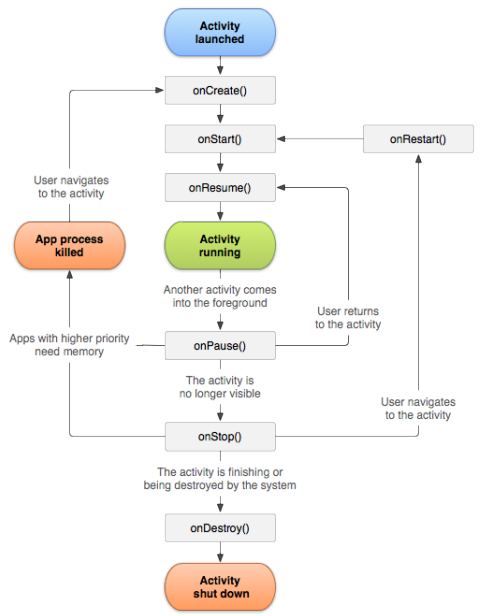 Activity
launched
onCreate()
onStart()
onRestart()
User navigates
to the activity
onResume()
App process
killed
Activity
running
Another activity comes
into the foreground
User returns
to the activity
Apps with higher priority
need memory
onPause()
The activity is
no longer visible
User navigates
to the activity
onStop()
The activity is finishing or
being destroyed by the system
onDestroy()
Activity
shut down